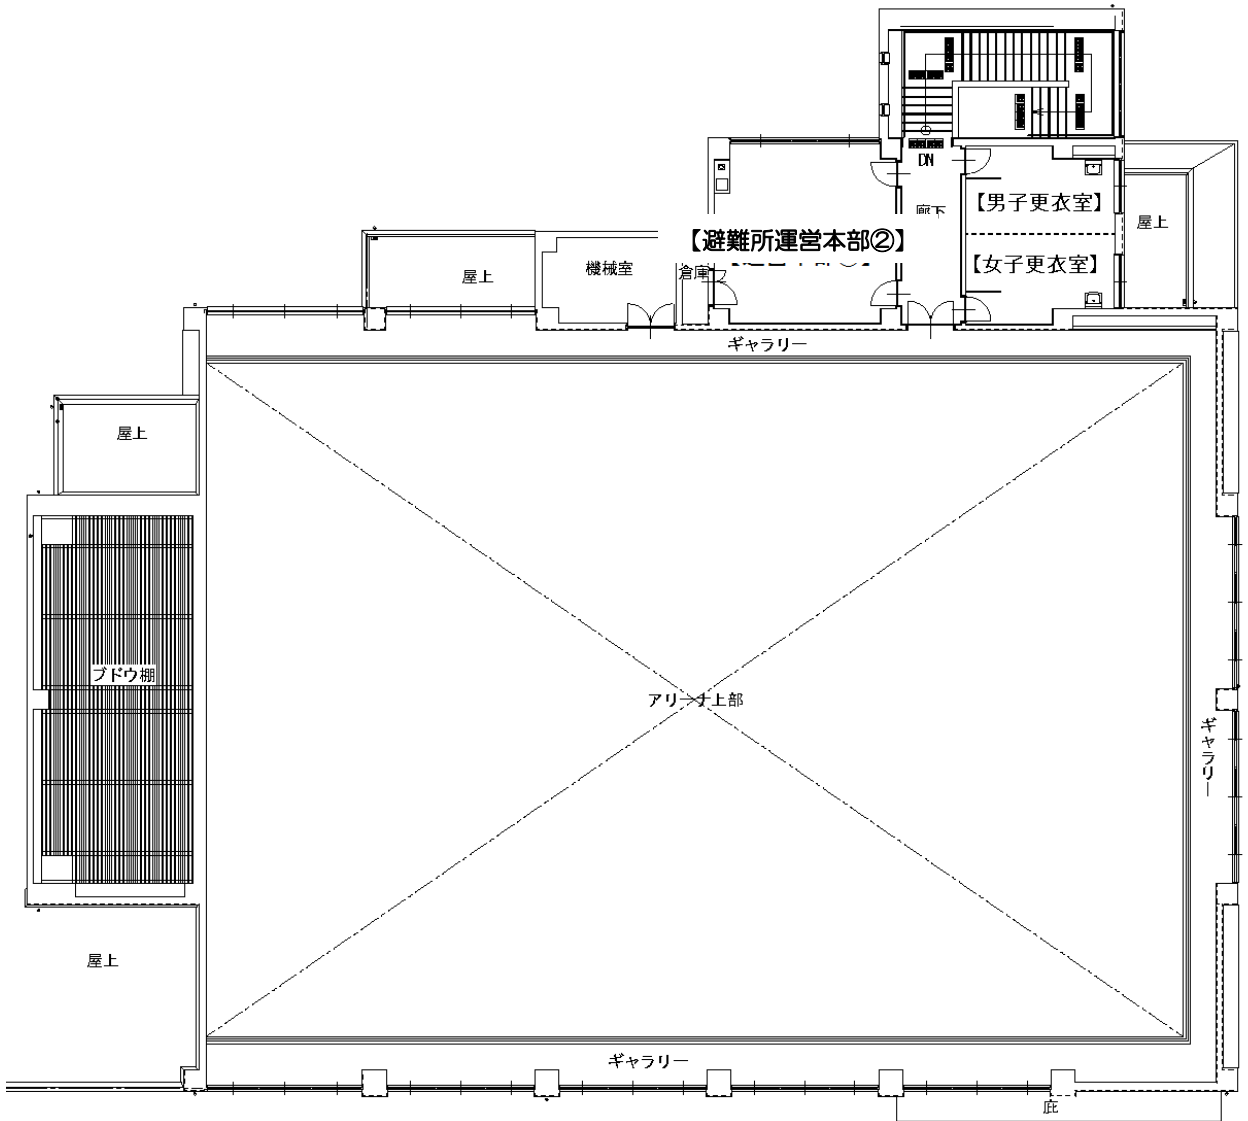 DN
【男子更衣室】
廊下
屋上
【避難所運営本部②】
【女子更衣室】
機械室
倉庫
屋上
ギャラリー
屋上
ブドウ棚
アリーナ上部
ギャラリー
屋上
ギャラリー
庇